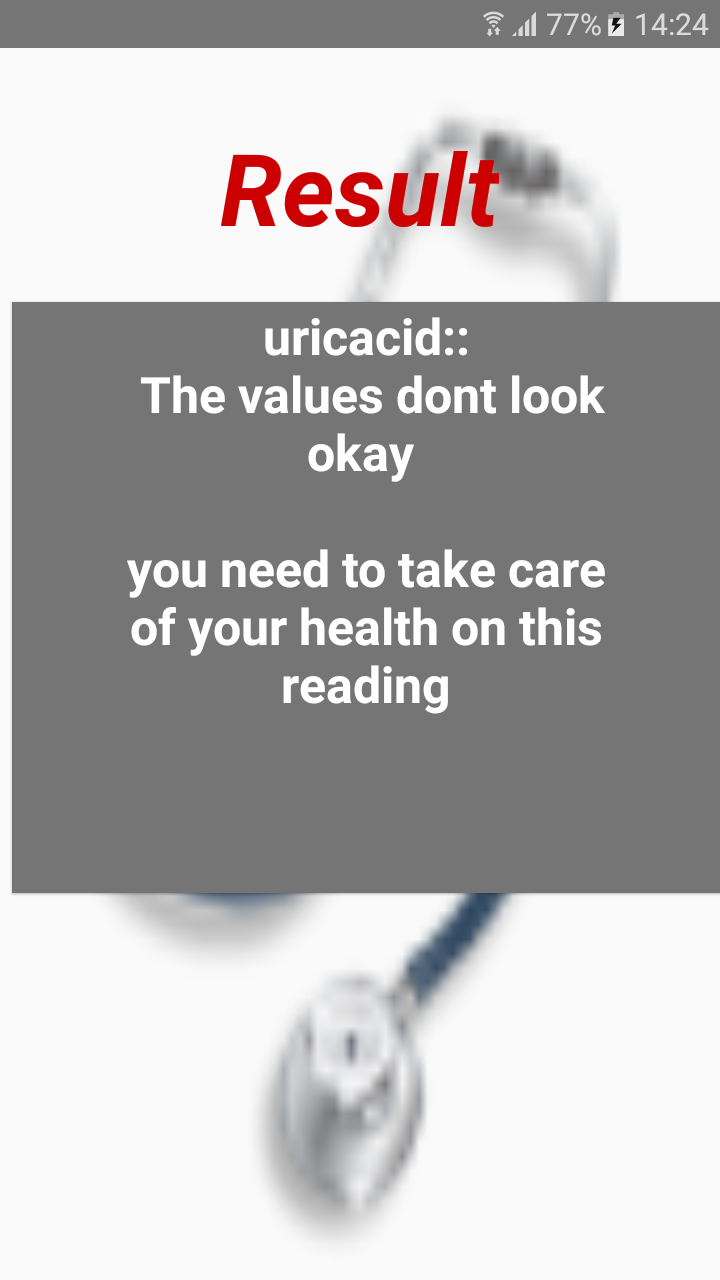 77% 14:24
Result
uricacid::
The values dont look
okay
you need to take care
of your health on this
reading